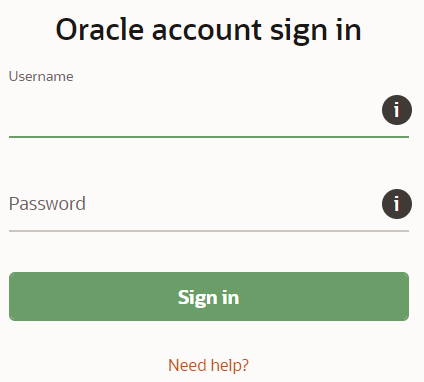 Oracle account sign in
Username
i
Password
i
Sign in
Need help?